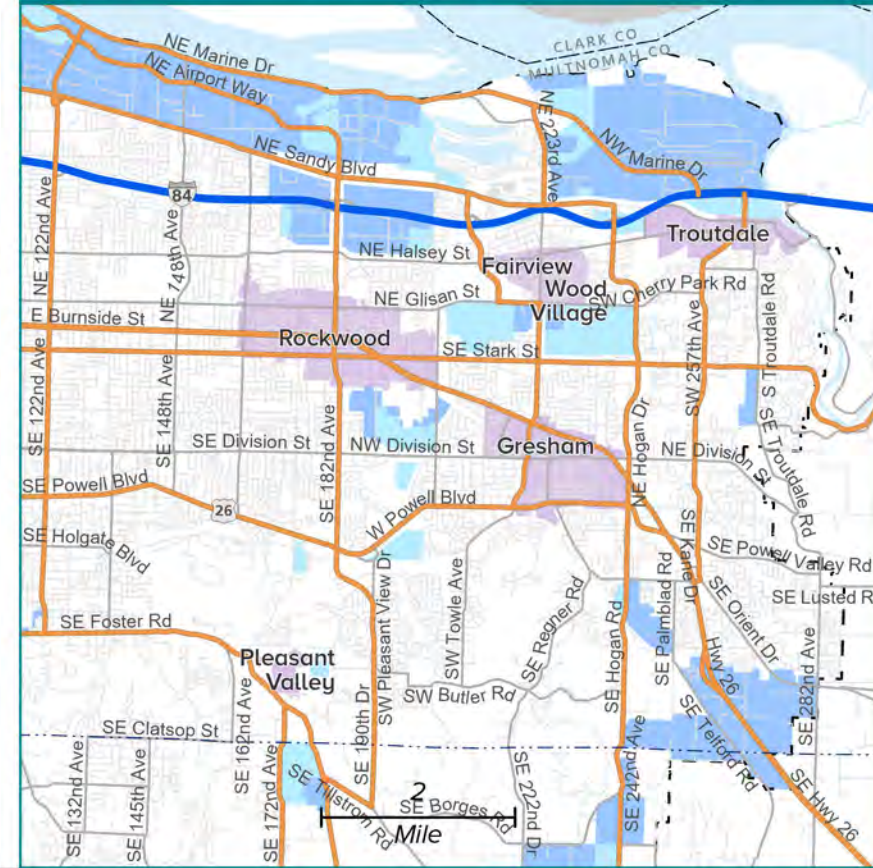 NE Marine Dr
CLARK CO
MULTNOMAH CO
NE Airport Way
NE 223rd Ave
NW Marine Dr
NE Sandy Blvd
84
NE 122nd Ave
NE 148th Ave
NE Halsey St
Troutdale
Fairview
Wood
Village
NE Glisan St
SW Cherry Park Rd
E Burnside St
Rockwood
SE Stark St
SW 257th Ave
S Troutdale Rd
SE 122nd Ave
SE 148th Ave
SE 182nd Ave
SE Division St
NW Division St
Gresham
NE Hogan Dr
NE Division St
SE Troutdale Rd
SE Powell Blvd
26
W Powell Blvd
SE Holgate Blvd
SE Kane Dr
SE Powell Valley Rd
SE Lusted R
SE Foster Rd
SW Pleasant View Dr
SW Towle Ave
SE Regner Rd
SE Hogan Rd
SE Palmblad Rd
SE Orient Dr
Hwy 26
SE 282nd Ave
Pleasant
Valley
SW Butler Rd
SE Clatsop St
SE 162nd Ave
SE 190th Dr
SE Telford Rd
SE 132nd Ave
SE 145th Ave
SE 172nd Ave
SE Tillstrom Rd
SE Borges Rd
SE 222nd Dr
SE 242nd Ave
SE Hwy 26
2
Mile